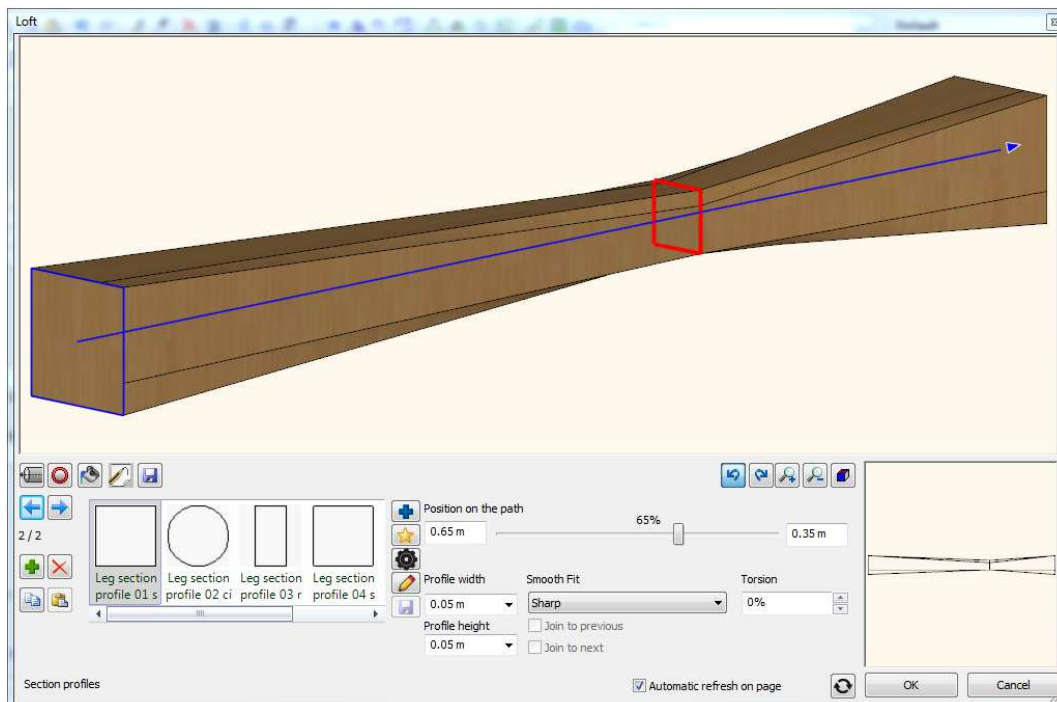 Loft
Default
Position on the path
0.65 m
65%
0.35 m
2 / 2
Leg section profile 01 s
Leg section profile 02 ci
Leg section profile 03 r
Leg section profile 04 s
Profile width
Smooth Fit
Torsion
0.05 m
Sharp
0%
Profile height
Join to previous
0.05 m
Join to next
Section profiles
Automatic refresh on page
OK
Cancel